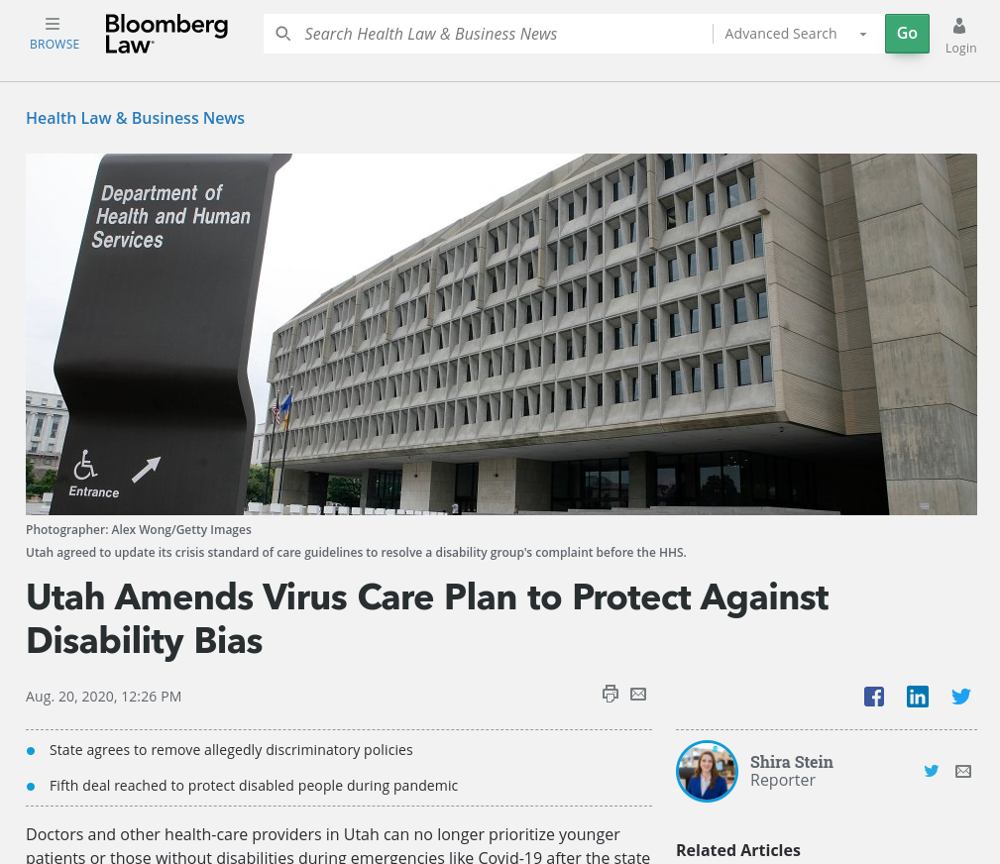 BROWSE
Bloomberg
Law
Search Health Law & Business News
Advanced Search
Go
Login
Health Law & Business News
Department of
Health and Human
Services
Entrance
Photographer: Alex Wong/Getty Images
Utah agreed to update its crisis standard of care guidelines to resolve a disability group's complaint before the HHS.
Utah Amends Virus Care Plan to Protect Against
Disability Bias
Aug. 20, 2020, 12:26 PM
State agrees to remove allegedly discriminatory policies
Fifth deal reached to protect disabled people during pandemic
Shira Stein
Reporter
Doctors and other health-care providers in Utah can no longer prioritize younger
patients or those without disabilities during emergencies like Covid-19 after the state
Related Articles